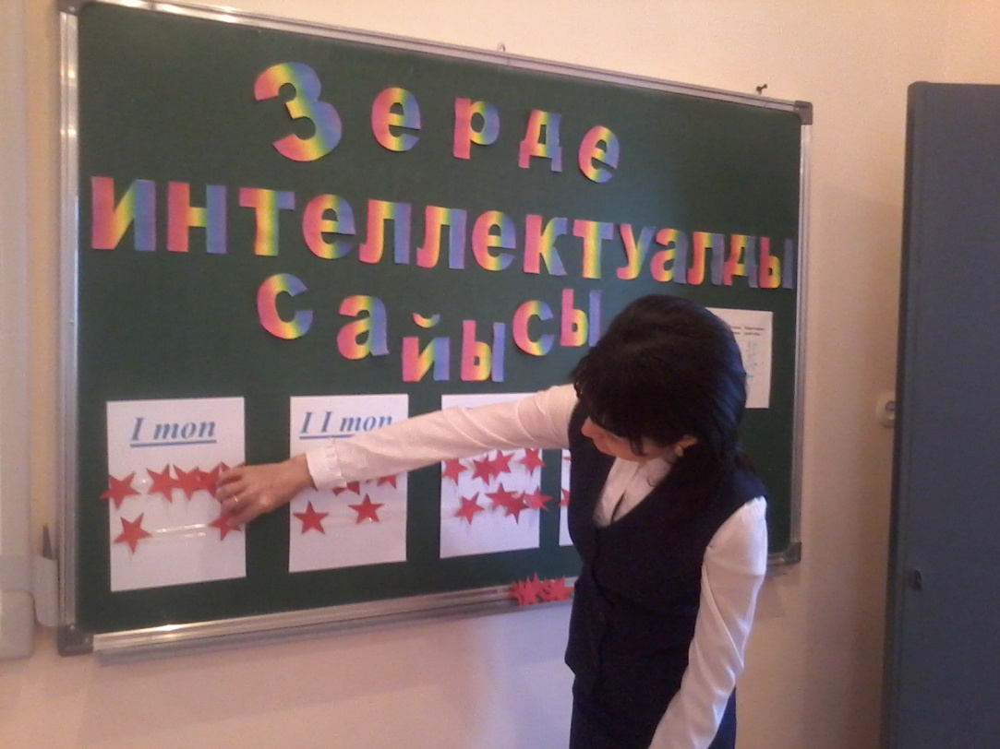 Зерде
интеллектуалды
сайысы
I топ
I I топ